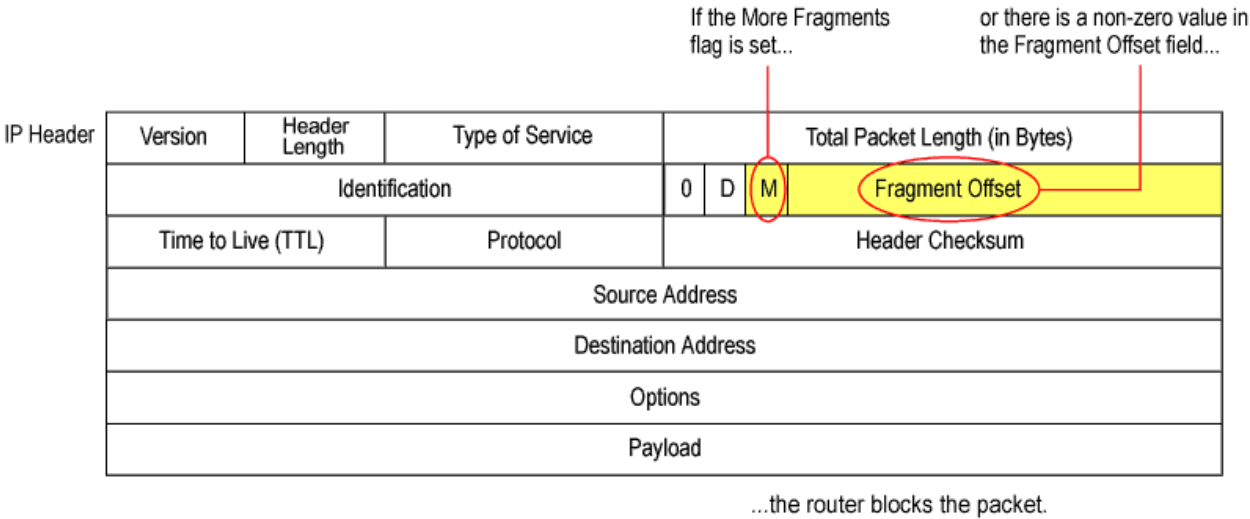 If the More Fragments
flag is set...
or there is a non-zero value in
the Fragment Offset field...
IP Header
Version
Header
Length
Type of Service
Total Packet Length (in Bytes)
Identification
0
D
M
Fragment Offset
Time to Live (TTL)
Protocol
Header Checksum
Source Address
Destination Address
Options
Payload
...the router blocks the packet.